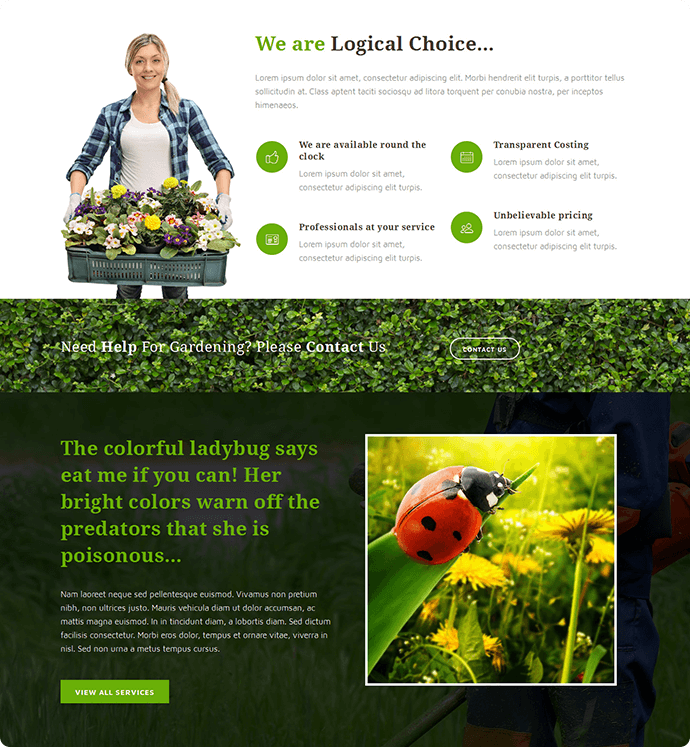 We are Logical Choice...
Lorem ipsum dolor sit amet, consectetur adipiscing elit. Morbi hendrerit elit turpis, a porttitor tellus
sollicitudin at. Class aptent taciti sociosqu ad litora torquent per conubia nostra, per inceptos
himenaeos.
We are available round the
clock
Lorem ipsum dolor sit amet,
consectetur adipiscing elit turpis.
Transparent Costing
Lorem ipsum dolor sit amet,
consectetur adipiscing elit turpis.
Professionals at your service
Lorem ipsum dolor sit amet,
consectetur adipiscing elit turpis.
Unbelievable pricing
Lorem ipsum dolor sit amet,
consectetur adipiscing elit turpis.
Need Help For Gardening? Please Contact Us
CONTACT US
The colorful ladybug says
eat me if you can! Her
bright colors warn off the
predators that she is
poisonous...
Nam laoreet neque sed pellentesque euismod. Vivamus non pretium
nibh, non ultrices justo. Mauris vehicula diam ut dolor accumsan, ac
mattis magna euismod. In in tincidunt diam, a lobortis diam. Sed dictum
facilisis consectetur. Morbi eros dolor, tempus et ornare vitae, viverra in
nisl. Sed non urna a metus tempus cursus.
VIEW ALL SERVICES